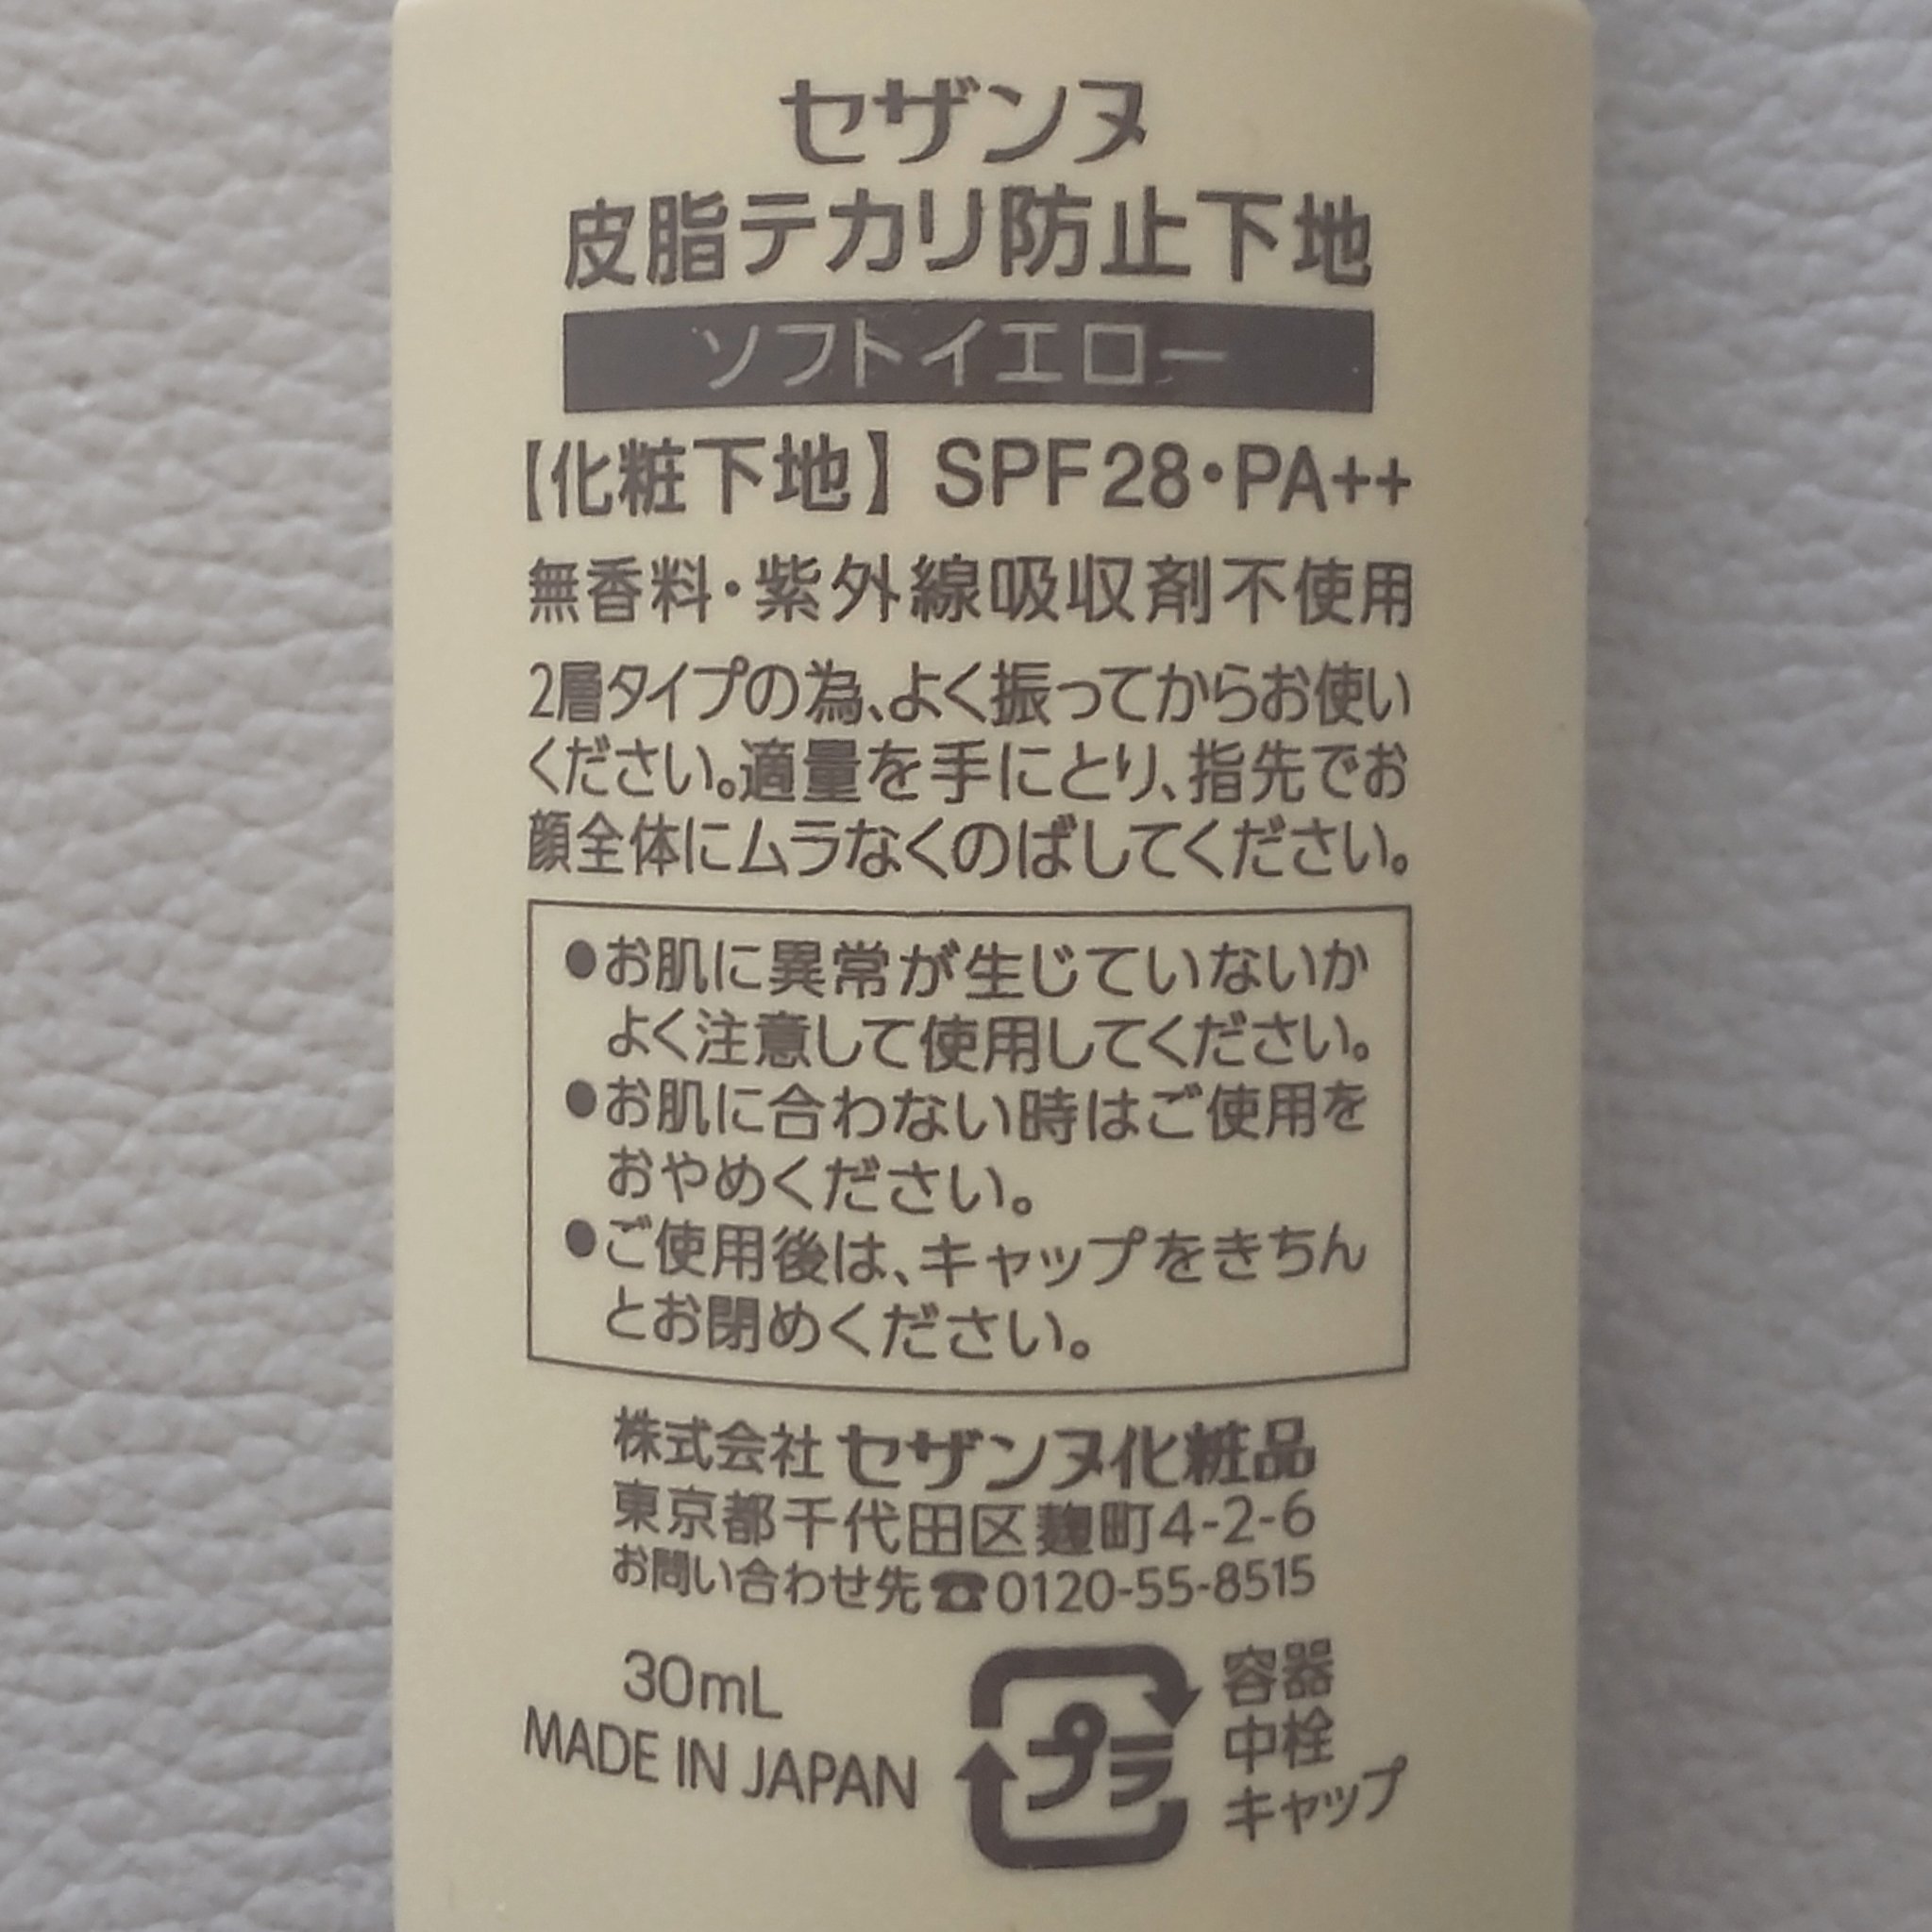 セザンヌ
皮脂テカリ防止下地
ソフトイエロー
【化粧下地】SPF28・PA++
無香料・紫外線吸収剤不使用
2層タイプの為、よく振ってからお使い
ください。適量を手にとり、指先でお
顔全体にムラなくのばしてください。
●お肌に異常が生じていないか
よく注意して使用してください。
●お肌に合わない時はご使用を
おやめください。
●ご使用後は、キャップをきちん
とお閉めください。
株式会社 セザンヌ化粧品
東京都千代田区麹町4-2-6
お問い合わせ先☎0120-55-8515
30mL
MADE IN JAPAN
プラ
容器
中栓
キャップ